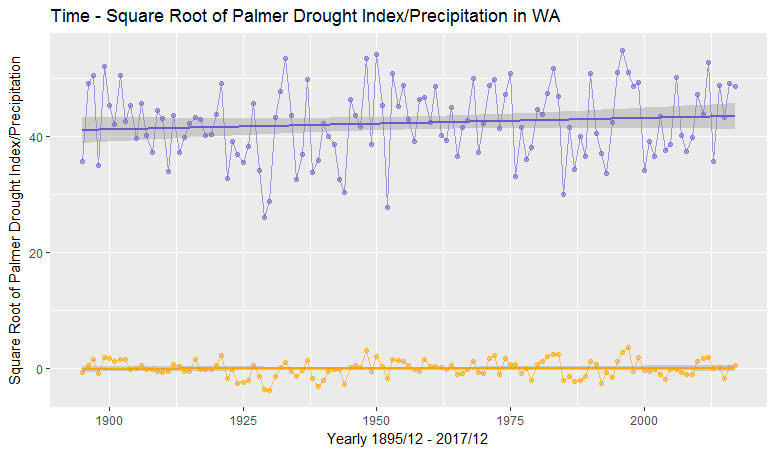 Time - Square Root of Palmer Drought Index/Precipitation in WA
Square Root of Palmer Drought Index/Precipitation
40
20
0
1900 1925 1950 1975 2000
Yearly 1895/12 - 2017/12